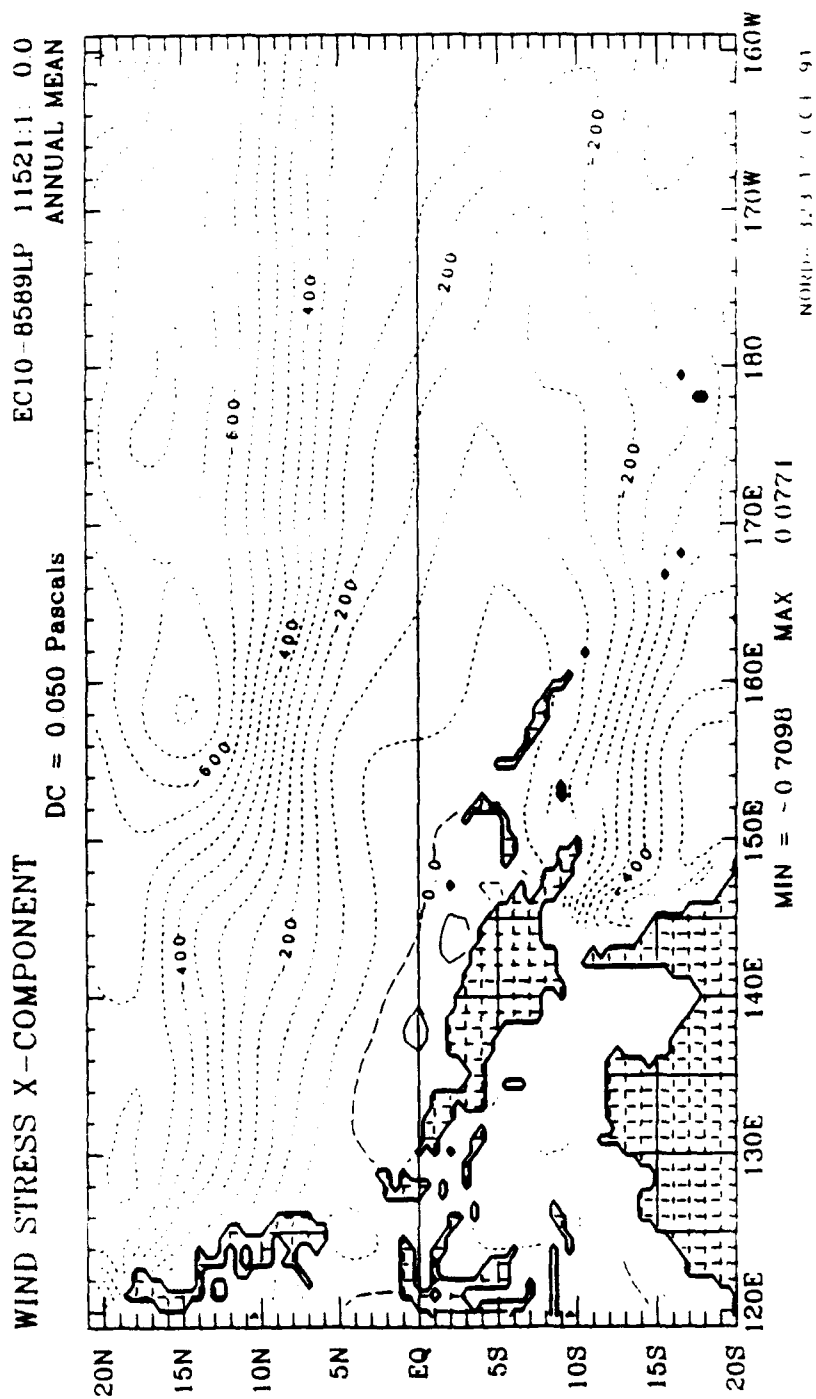 WIND STRESS X-COMPONENT EC10-8589LP 11521.1 0.0
DC = 0.050 Pascals ANNUAL MEAN
20N
15N
10N
5N
EQ
5S
10S
15S
20S
-400
-200
600
-400
-200
-600
-400
200
-200
-200
-400
0
0
120E 130E 140E 150E 160E 170E 180 170W 160W
MIN = -0.7098 MAX 0.0771